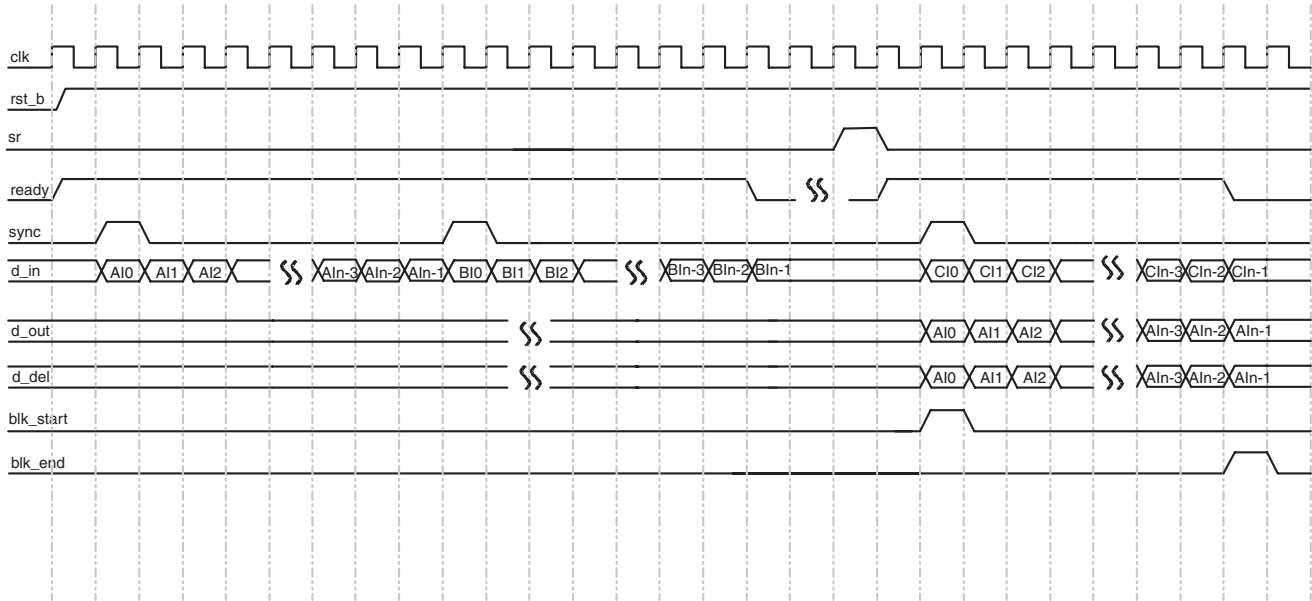 clk
rst_b
sr
ready
sync
d_in AI0 AI1 AI2 AIn-3 AIn-2 AIn-1 BI0 BI1 BI2 BIn-3 BIn-2 BIn-1 CI0 CI1 CI2 CIn-3 CIn-2 CIn-1
d_out AI0 AI1 AI2 AIn-3 AIn-2 AIn-1
d_del AI0 AI1 AI2 AIn-3 AIn-2 AIn-1
blk_start
blk_end